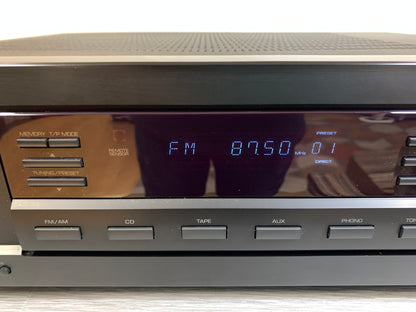 MEMORY T/F MODE
REMOTE SENSOR
PRESET
FM 87.50 MHz 01
DIRECT
TUNING/PRESET
FM/AM CD TAPE AUX PHONO